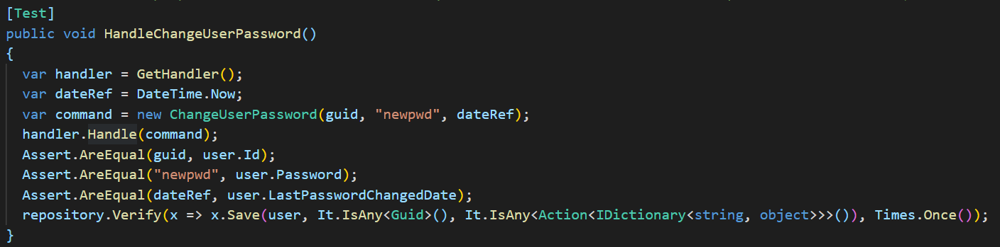 [Test]
public void HandleChangeUserPassword()
{
var handler = GetHandler();
var dateRef = DateTime.Now;
var command = new ChangeUserPassword(guid, "newpwd", dateRef);
handler.Handle(command);
Assert.AreEqual(guid, user.Id);
Assert.AreEqual("newpwd", user.Password);
Assert.AreEqual(dateRef, user.LastPasswordChangedDate);
repository.Verify(x => x.Save(user, It.IsAny<Guid>(), It.IsAny<Action<IDictionary<string, object>>>()), Times.Once());
}